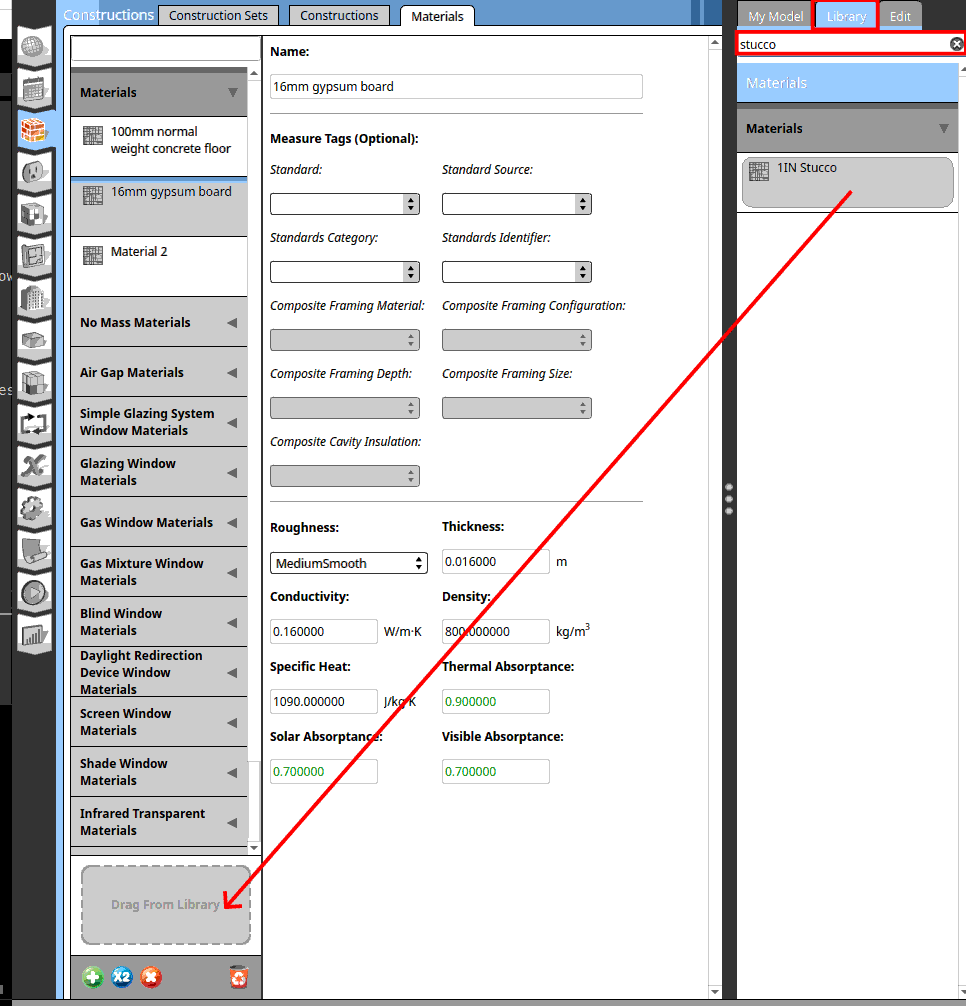 Constructions
Construction Sets
Constructions
Materials
My Model
Library
Edit
stucco
Materials
Materials
1IN Stucco
Materials
100mm normal
weight concrete floor
16mm gypsum board
Material 2
No Mass Materials
Air Gap Materials
Simple Glazing System
Window Materials
Glazing Window
Materials
Gas Window Materials
Gas Mixture Window
Materials
Blind Window
Materials
Daylight Redirection
Device Window
Materials
Screen Window
Materials
Shade Window
Materials
Infrared Transparent
Materials
Drag From Library
X2
Name:
16mm gypsum board
Measure Tags (Optional):
Standard:
Standard Source:
Standards Category:
Standards Identifier:
Composite Framing Material:
Composite Framing Configuration:
Composite Framing Depth:
Composite Framing Size:
Composite Cavity Insulation:
Roughness:
Thickness:
MediumSmooth
0.016000 m
Conductivity:
Density:
0.160000 W/m·K
800.000000 kg/m³
Specific Heat:
Thermal Absorptance:
1090.000000 J/kg·K
0.900000
Solar Absorptance:
Visible Absorptance:
0.700000
0.700000